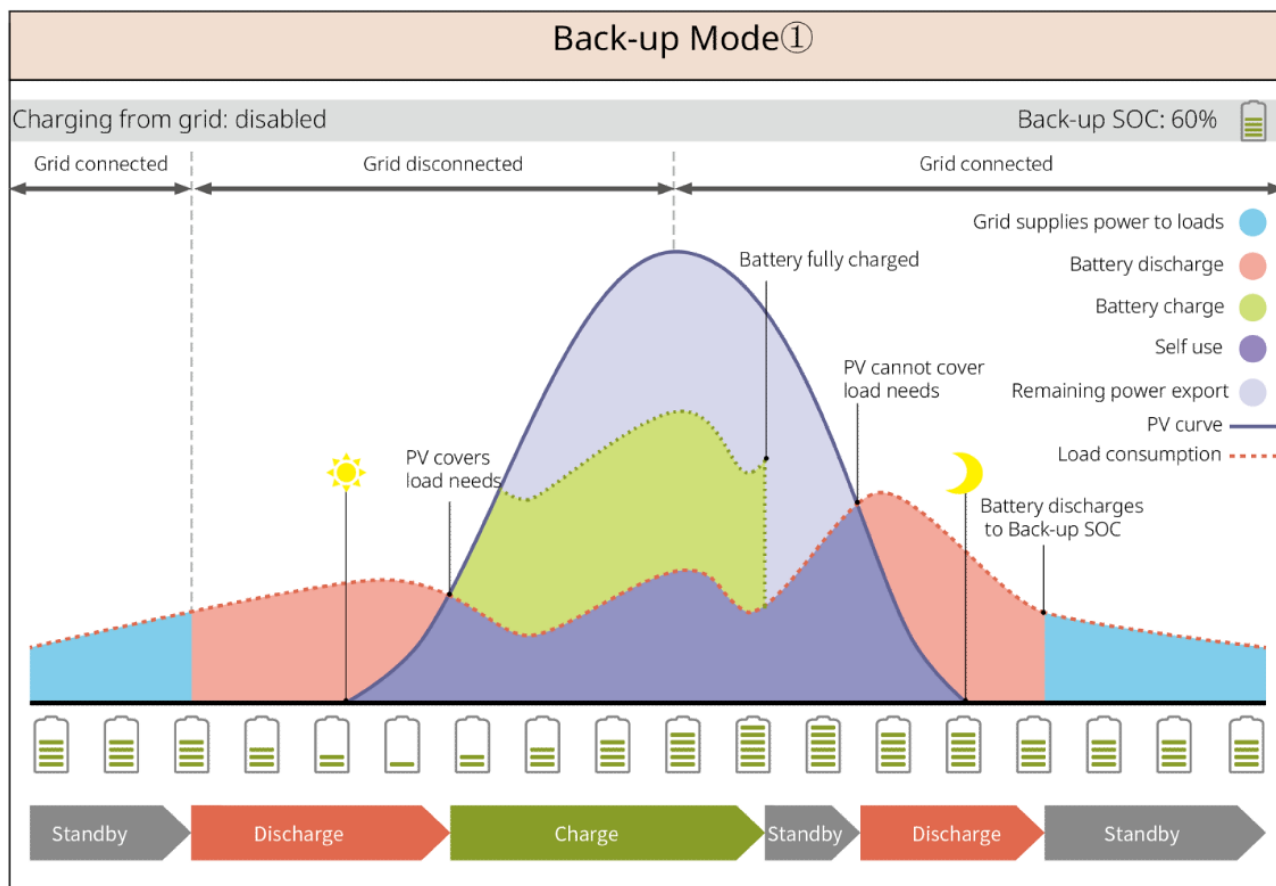 Back-up Mode①
Charging from grid: disabled
Back-up SOC: 60%
Grid connected
Grid disconnected
Grid connected
Grid supplies power to loads
Battery discharge
Battery charge
Self use
Remaining power export
PV curve
Load consumption
Battery fully charged
PV cannot cover
load needs
PV covers
load needs
Battery discharges
to Back-up SOC
Standby
Discharge
Charge
Standby
Discharge
Standby